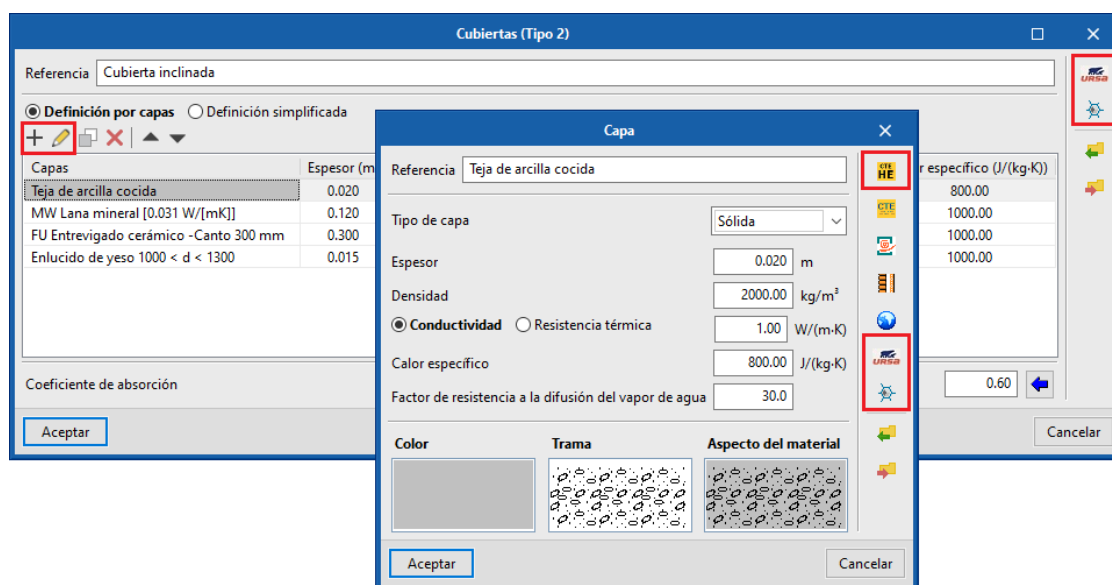 Cubiertas (Tipo 2)
Referencia Cubierta inclinada
URSA
Definición por capas Definición simplificada
Capas Espesor (m r específico (J/(kg·K))
Teja de arcilla cocida 0.020 800.00
MW Lana mineral [0.031 W/[mK]] 0.120 1000.00
FU Entrevigado cerámico -Canto 300 mm 0.300 1000.00
Enlucido de yeso 1000 < d < 1300 0.015 1000.00
Coeficiente de absorción 0.60
Aceptar Cancelar
Capa
Referencia Teja de arcilla cocida
CTE HE
Tipo de capa Sólida
CTE
Espesor 0.020 m
Densidad 2000.00 kg/m³
Conductividad Resistencia térmica 1.00 W/(m·K)
Calor específico 800.00 J/(kg·K)
URSA
Factor de resistencia a la difusión del vapor de agua 30.0
Color Trama Aspecto del material
Aceptar Cancelar